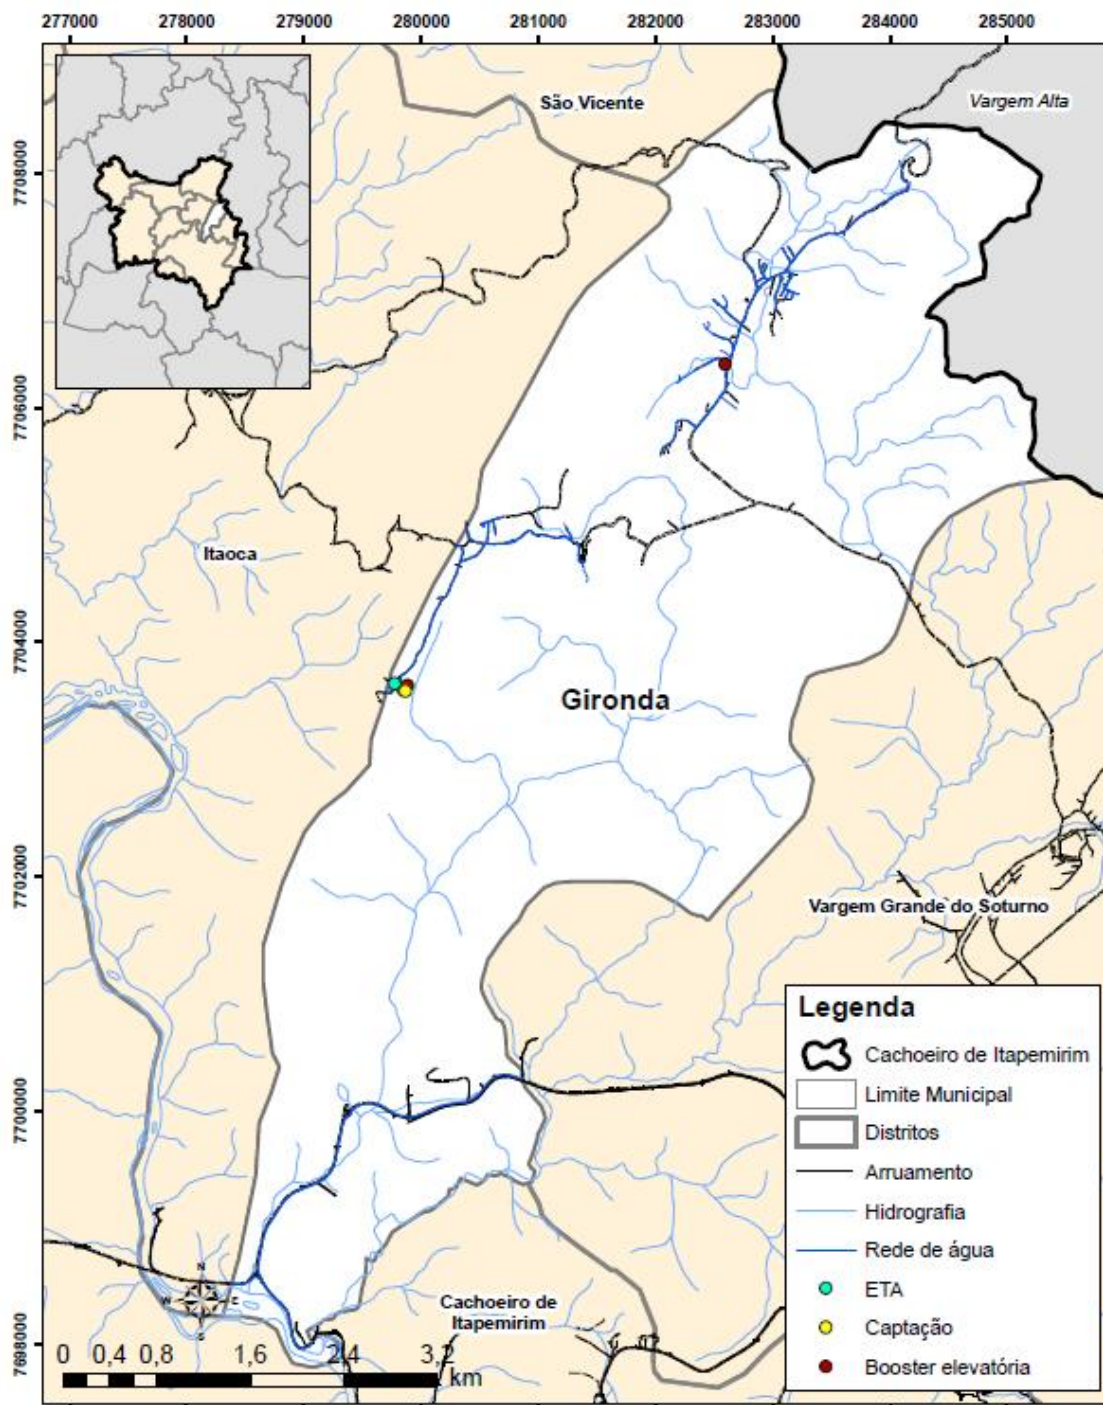 277000 278000 279000 280000 281000 282000 283000 284000 285000
São Vicente
Vargem Alta
7708000
7706000
Itaoca
7704000
Gironda
7702000
Vargem Grande do Soturno
7700000
Legenda
Cachoeiro de Itapemirim
Limite Municipal
Distritos
Arruamento
Hidrografia
Rede de água
ETA
Captação
Booster elevatória
N
W E
S
Cachoeiro de
Itapemirim
7698000
0 0,4 0,8 1,6 2,4 3,2
km